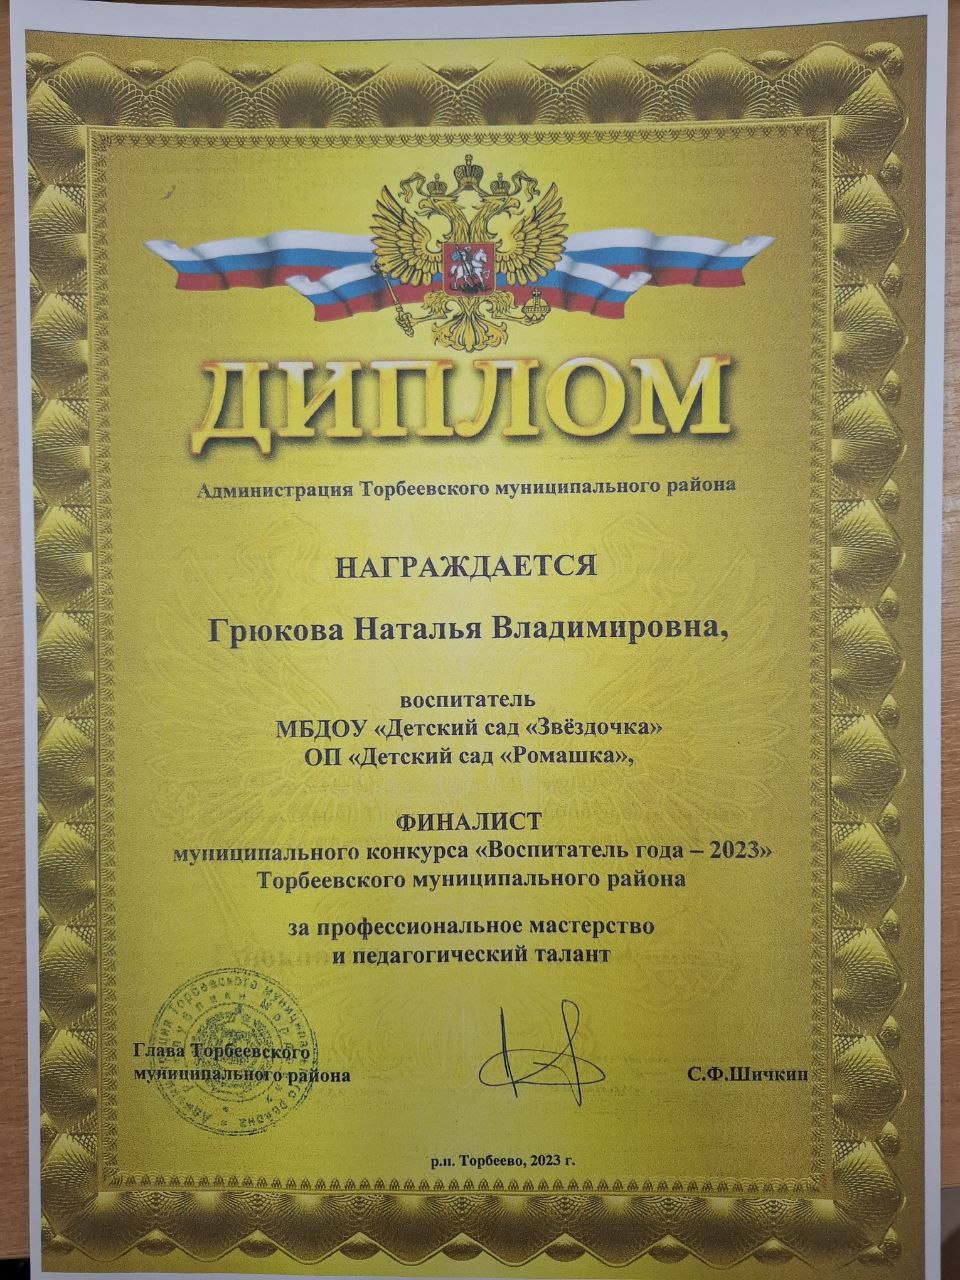 ДИПЛОМ
Администрация Торбеевского муниципального района
НАГРАЖДАЕТСЯ
Грюкова Наталья Владимировна,
воспитатель
МБДОУ «Детский сад «Звёздочка»
ОП «Детский сад «Ромашка»,
ФИНАЛИСТ
муниципального конкурса «Воспитатель года – 2023»
Торбеевского муниципального района
за профессиональное мастерство
и педагогический талант
Глава Торбеевского
муниципального района
С.Ф.Шичкин
р.п. Торбеево, 2023 г.